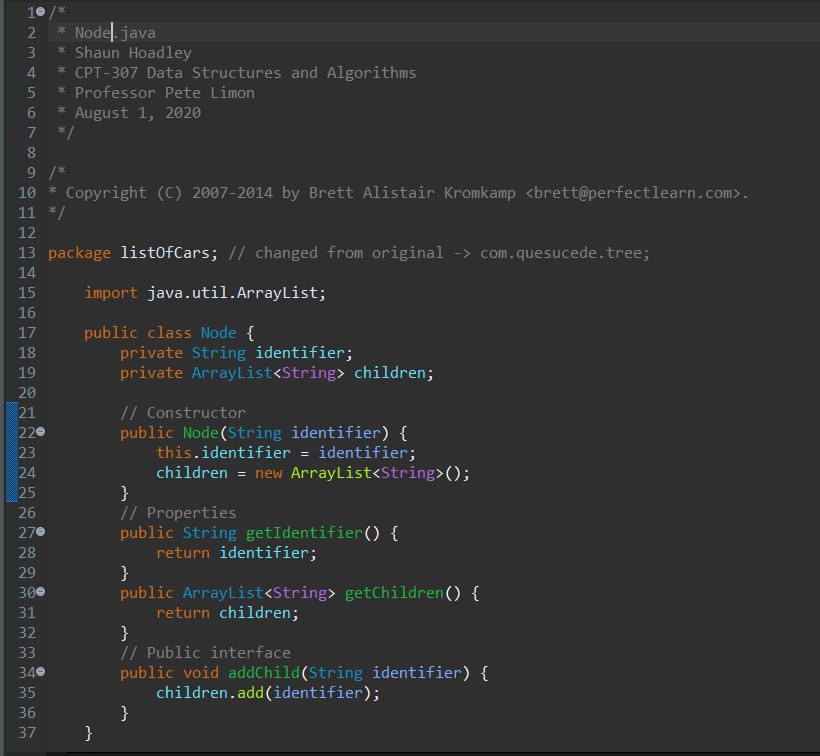 1 /*
2  * Node.java
3  * Shaun Hoadley
4  * CPT-307 Data Structures and Algorithms
5  * Professor Pete Limon
6  * August 1, 2020
7  */
8
9 /*
10 * Copyright (C) 2007-2014 by Brett Alistair Kromkamp <brett@perfectlearn.com>.
11 */
12
13 package listOfCars; // changed from original -> com.quesucede.tree;
14
15     import java.util.ArrayList;
16
17     public class Node {
18         private String identifier;
19         private ArrayList<String> children;
20
21         // Constructor
22         public Node(String identifier) {
23             this.identifier = identifier;
24             children = new ArrayList<String>();
25         }
26         // Properties
27         public String getIdentifier() {
28             return identifier;
29         }
30         public ArrayList<String> getChildren() {
31             return children;
32         }
33         // Public interface
34         public void addChild(String identifier) {
35             children.add(identifier);
36         }
37     }